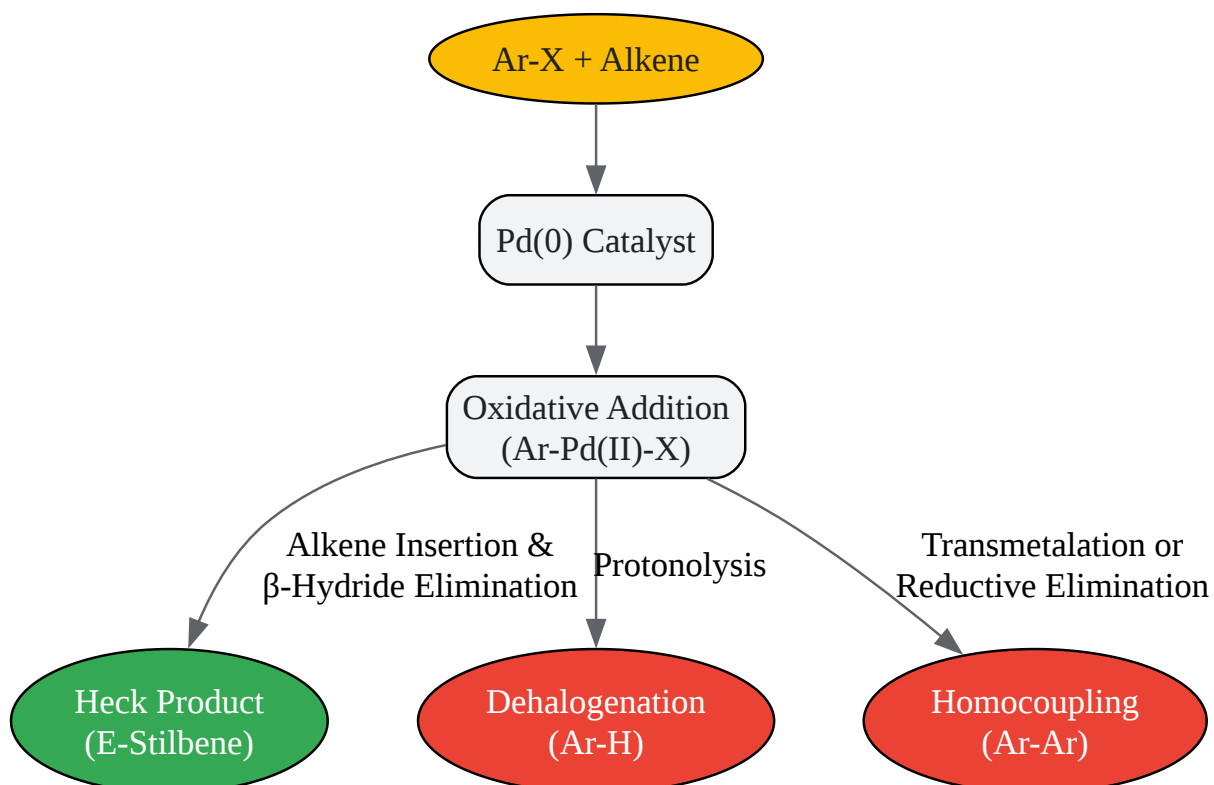 Ar-X + Alkene
Pd(0) Catalyst
Oxidative Addition
(Ar-Pd(II)-X)
Alkene Insertion &
β-Hydride Elimination
Protonolysis
Transmetalation or
Reductive Elimination
Heck Product
(E-Stilbene)
Dehalogenation
(Ar-H)
Homocoupling
(Ar-Ar)